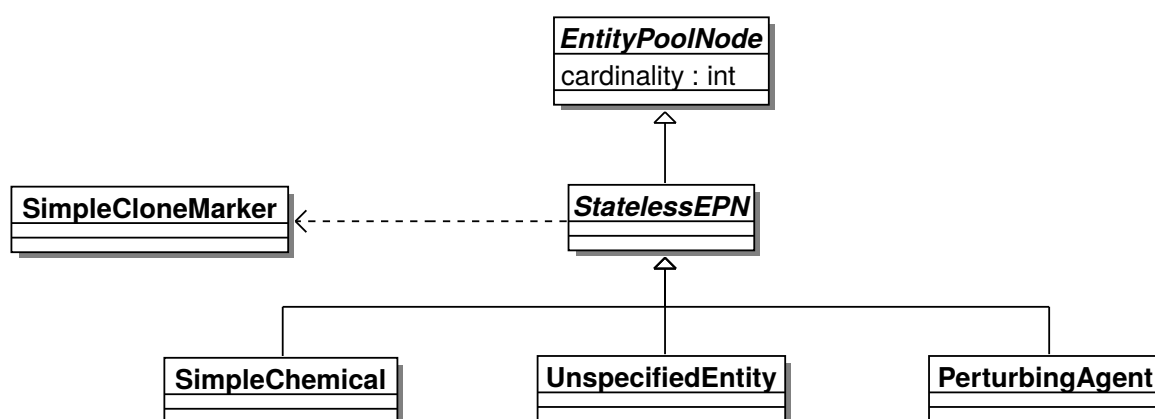 EntityPoolNode
cardinality : int
SimpleCloneMarker
StatelessEPN
SimpleChemical
UnspecifiedEntity
PerturbingAgent